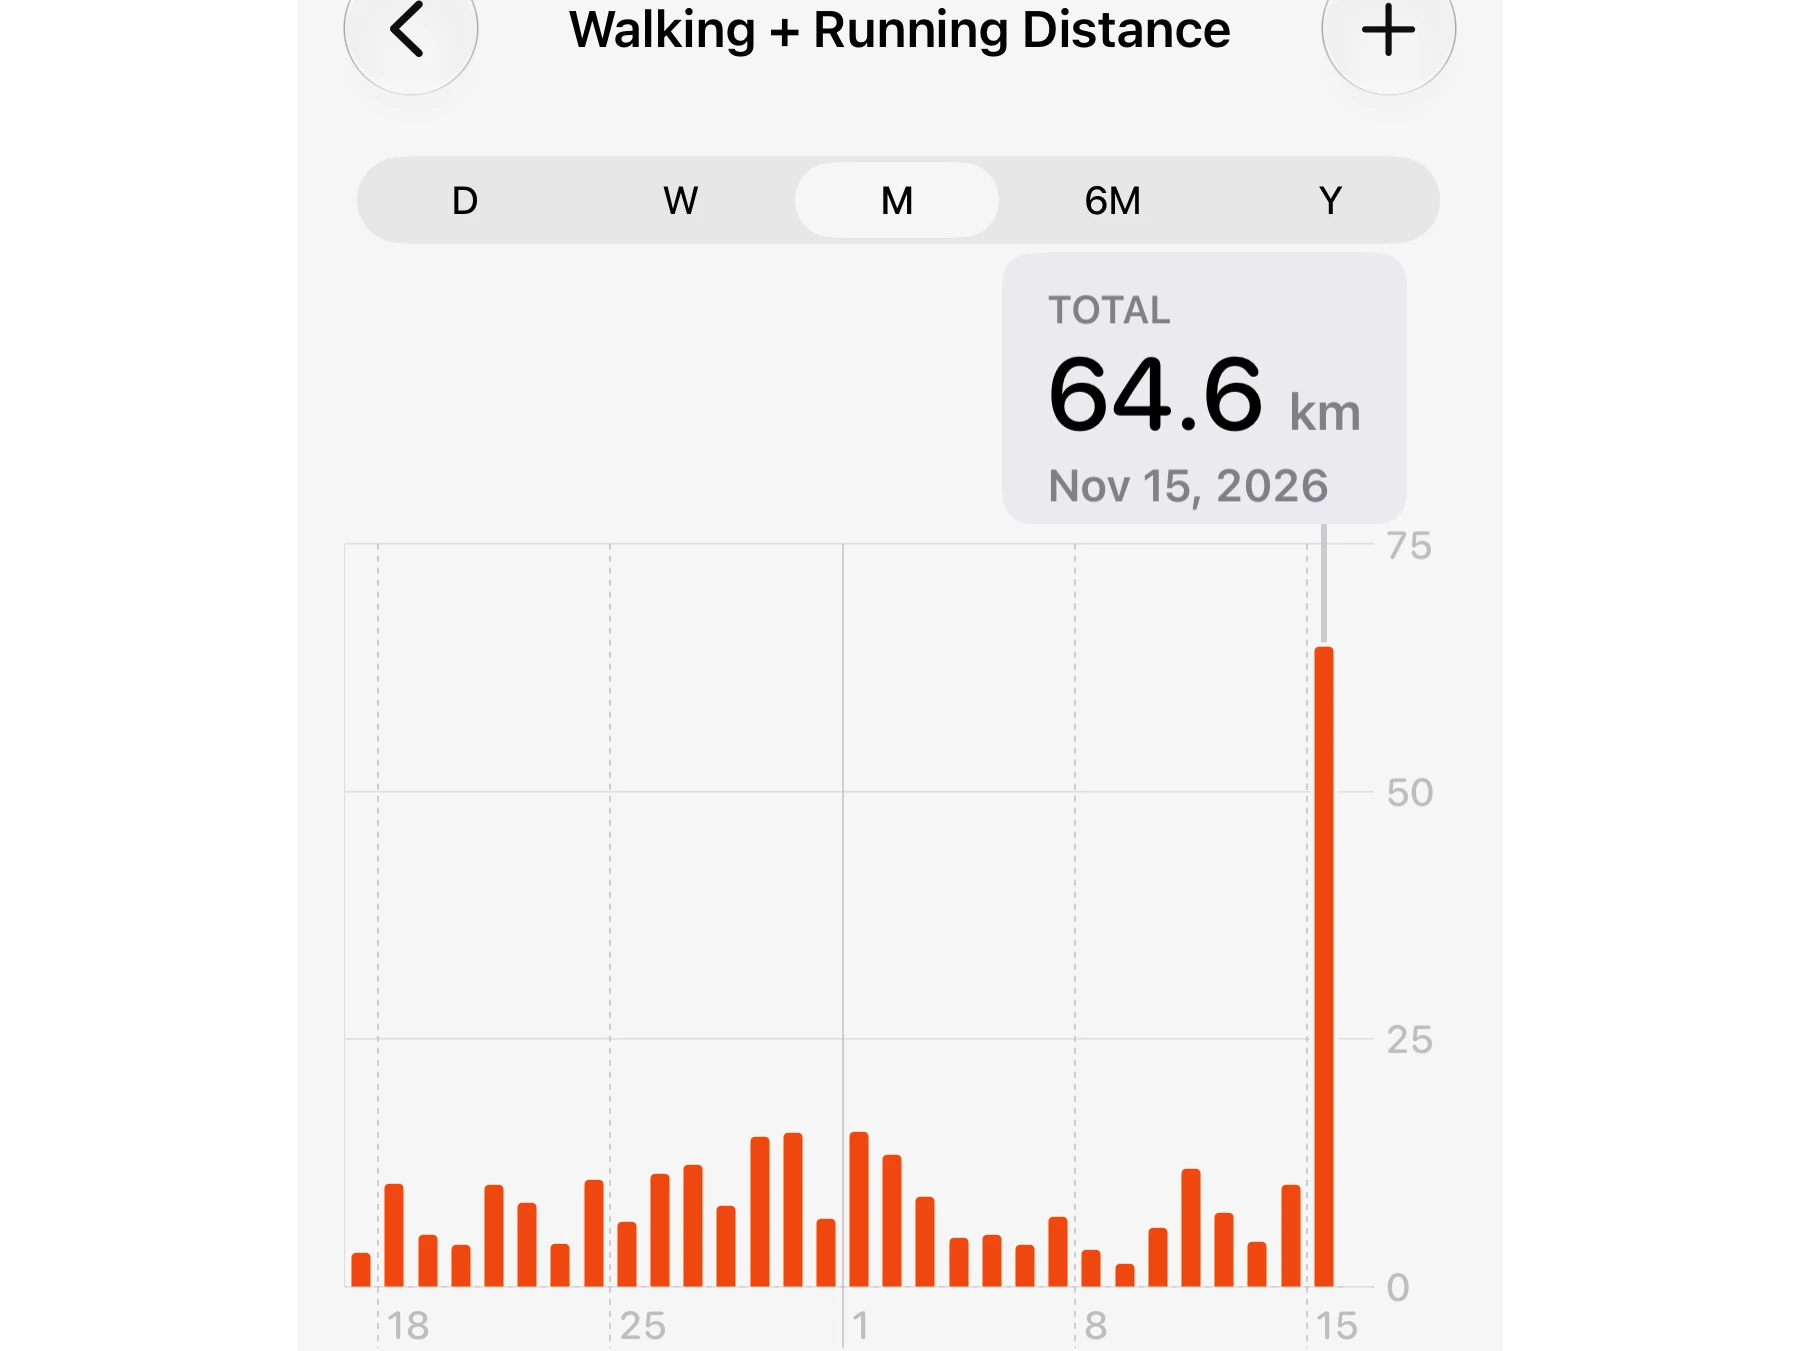 Walking + Running Distance
D W M 6M Y
TOTAL
64.6 km
Nov 15, 2026
75
50
25
0
18 25 1 8 15